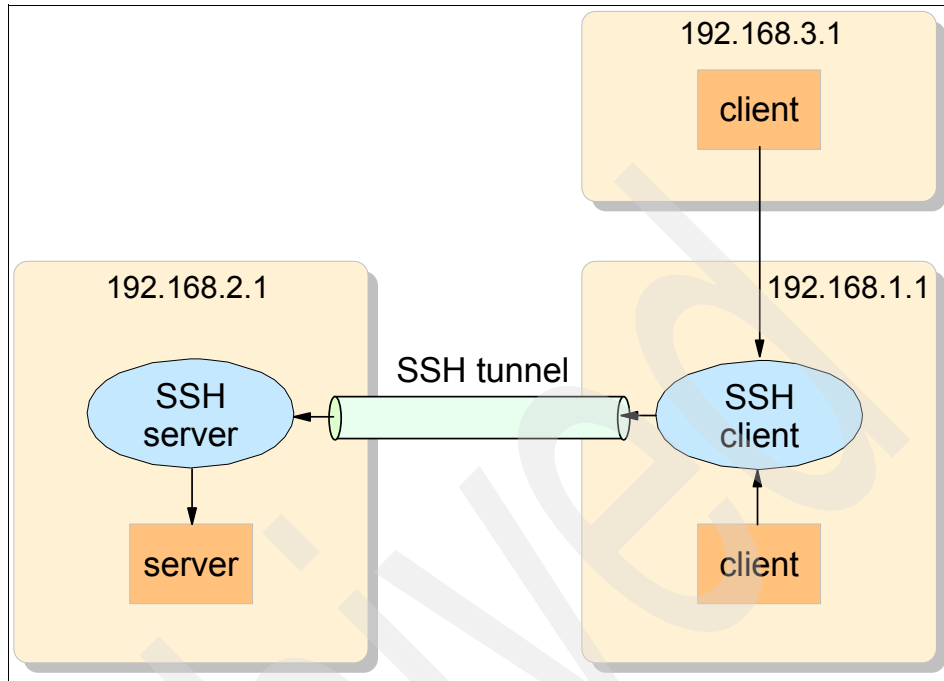 192.168.3.1
client
192.168.2.1
192.168.1.1
SSH tunnel
SSH
server
SSH
client
server
client